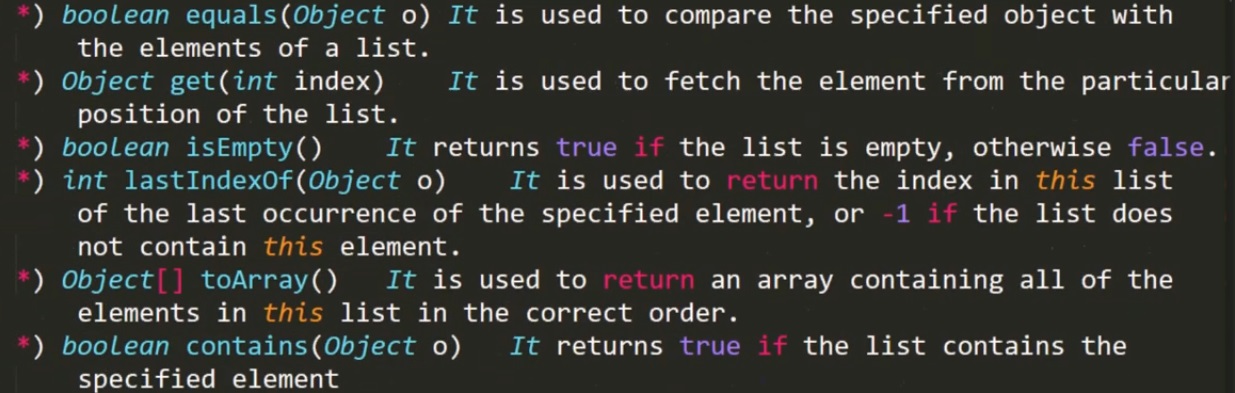 *) boolean equals(Object o) It is used to compare the specified object with
the elements of a list.
*) Object get(int index) It is used to fetch the element from the particular
position of the list.
*) boolean isEmpty() It returns true if the list is empty, otherwise false.
*) int lastIndexOf(Object o) It is used to return the index in this list
of the last occurrence of the specified element, or -1 if the list does
not contain this element.
*) Object[] toArray() It is used to return an array containing all of the
elements in this list in the correct order.
*) boolean contains(Object o) It returns true if the list contains the
specified element